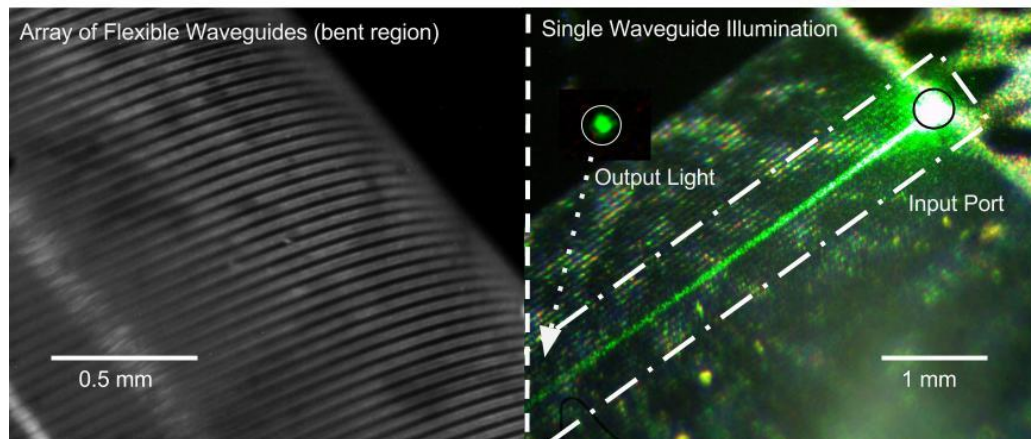 Array of Flexible Waveguides (bent region)
Single Waveguide Illumination
Output Light
Input Port
0.5 mm
1 mm